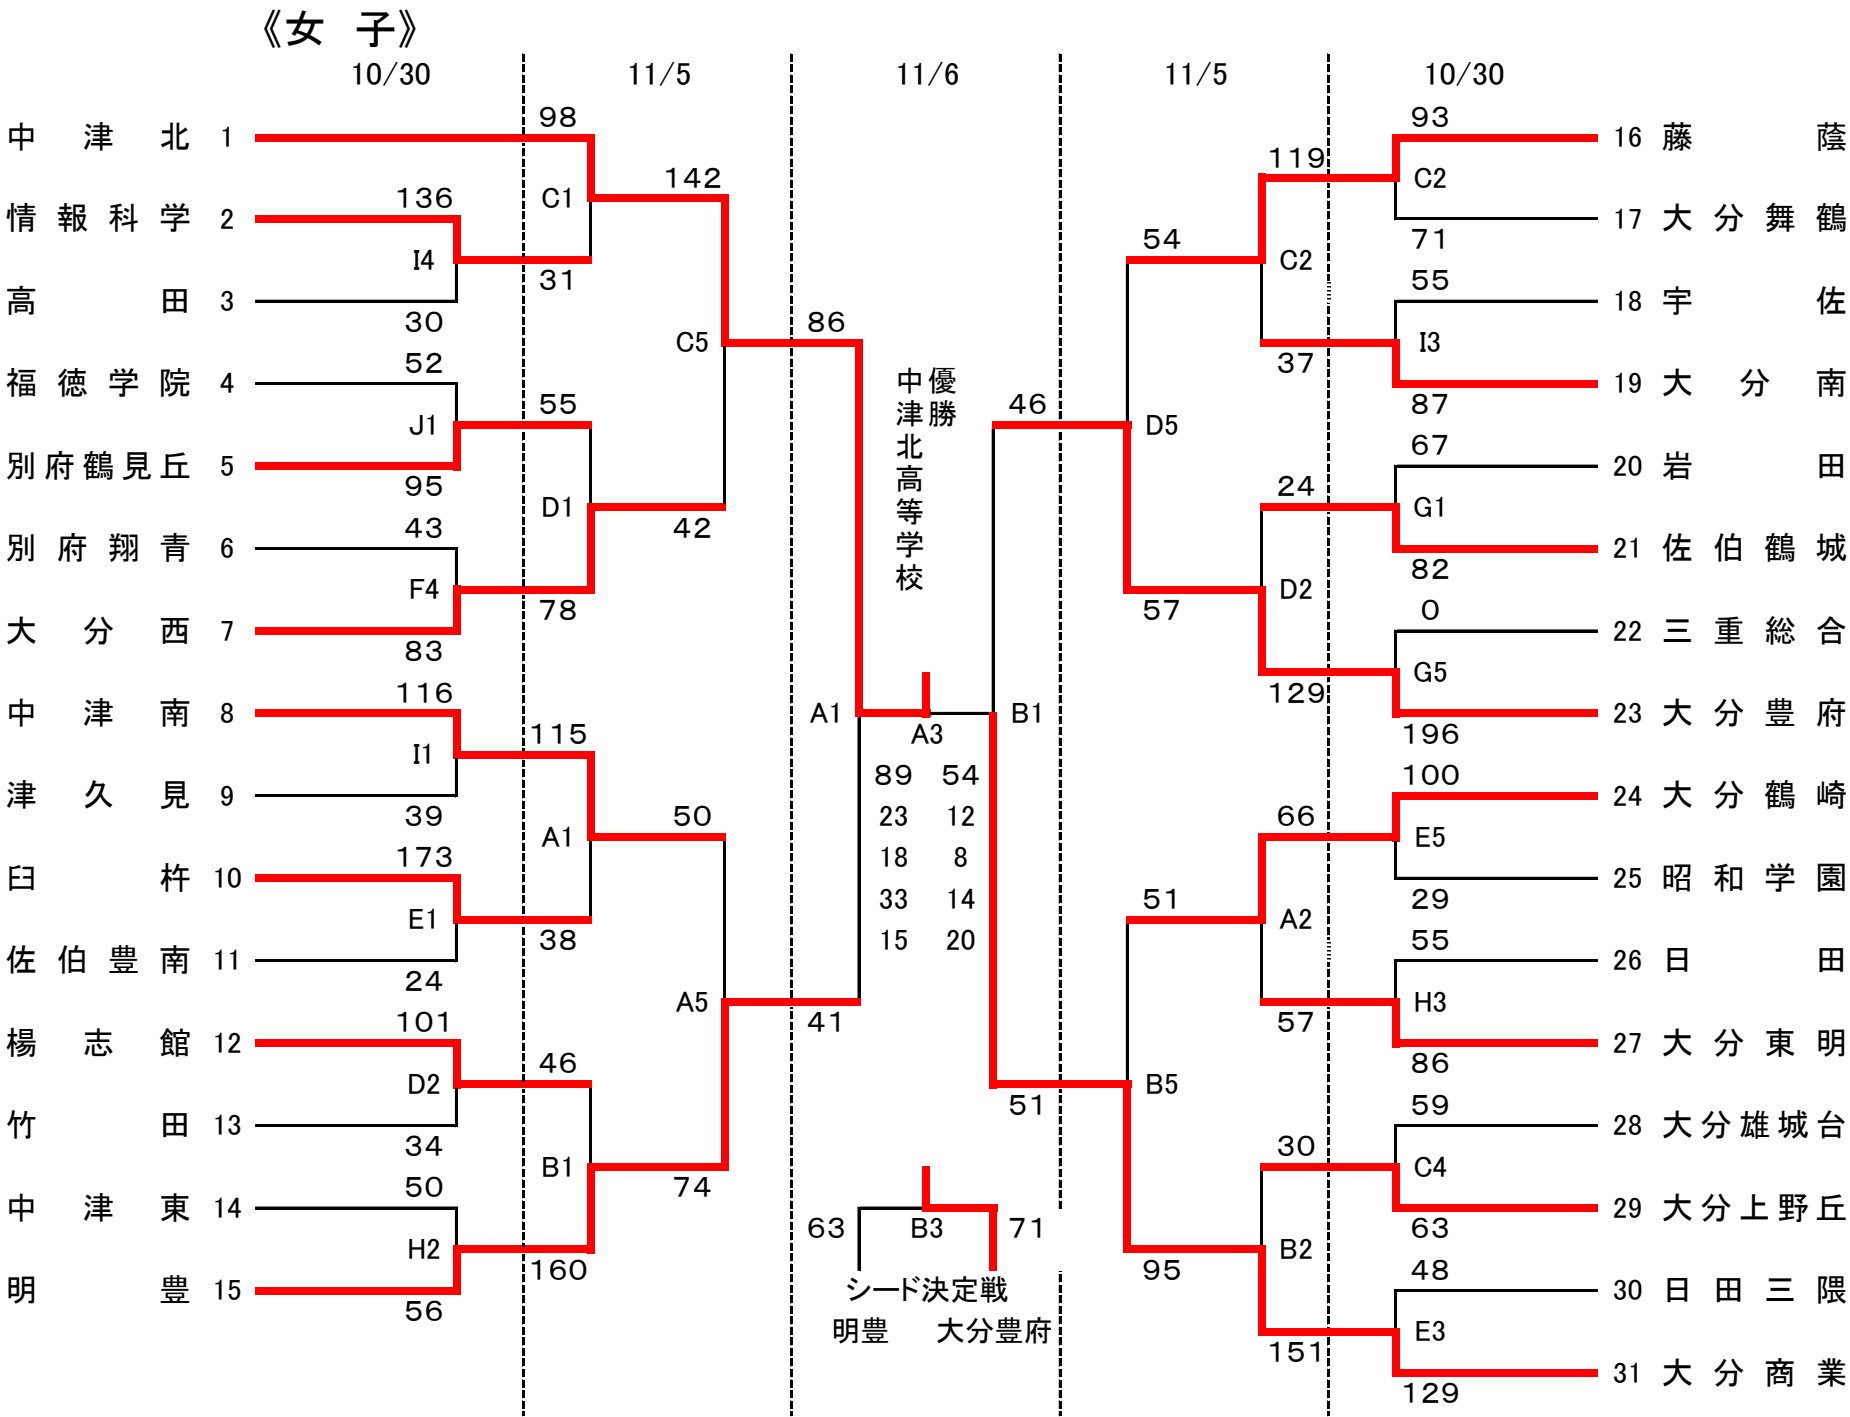 《女 子》
10/30 11/5 11/6 11/5 10/30
98 93
中津北 1 16 藤蔭
119
142
C1 C2
136
情報科学 2 17 大分舞鶴
54 71
I4 C2
31 55
高田 3 18 宇佐
30 86
C5 I3
52 37
福徳学院 4 19 大分南
優勝
中津北高等学校
55 46 87
J1 D5 67
別府鶴見丘 5 20 岩田
95 24
D1 G1
43 42
別府翔青 6 21 佐伯鶴城
82
F4 D2
78 57 0
大分西 7 22 三重総合
83
G5
116 129
中津南 8 A1 B1 23 大分豊府
115 A3 196
I1
89 54 100
津久見 9 24 大分鶴崎
39 50 23 12 66
A1 E5
173 18 8
臼杵 10 25 昭和学園
33 14 51 29
E1 A2
38 15 20 55
佐伯豊南 11 26 日田
24
A5 H3
101 41 57
楊志館 12 27 大分東明
46 86
D2 B5
51 59
竹田 13 28 大分雄城台
34 30
B1 C4
50 74
中津東 14 29 大分上野丘
63 B3 71 63
H2 B2
160 95 48
明豊 15 シード決定戦 30 日田三隈
56
明豊 大分豊府 E3
151
31 大分商業
129